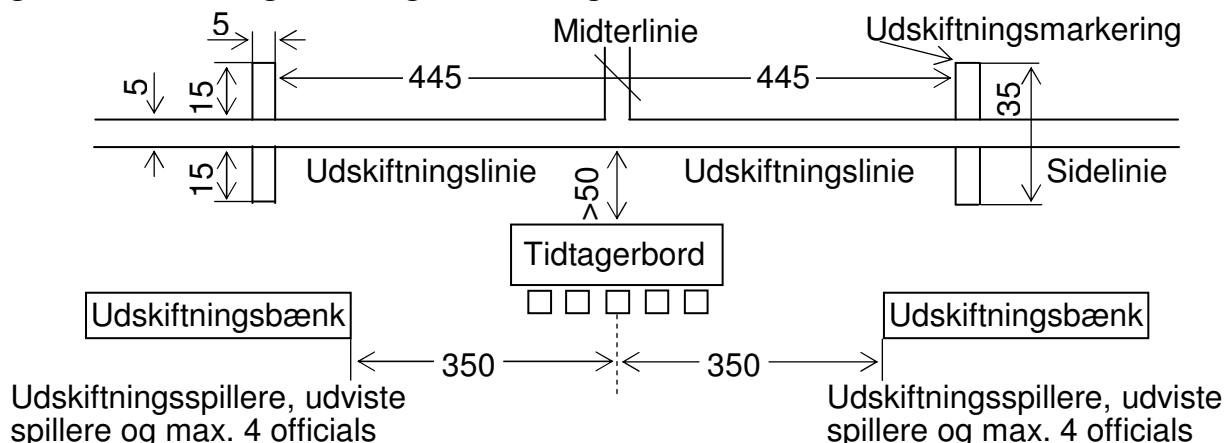 5
Midterlinie
Udskiftningsmarkering
445
445
5
15
35
15
Udskiftningslinie
Udskiftningslinie
Sidelinie
>50
Tidtagerbord
Udskiftningsbænk
Udskiftningsbænk
350
350
Udskiftningsspillere, udviste
spillere og max. 4 officials
Udskiftningsspillere, udviste
spillere og max. 4 officials